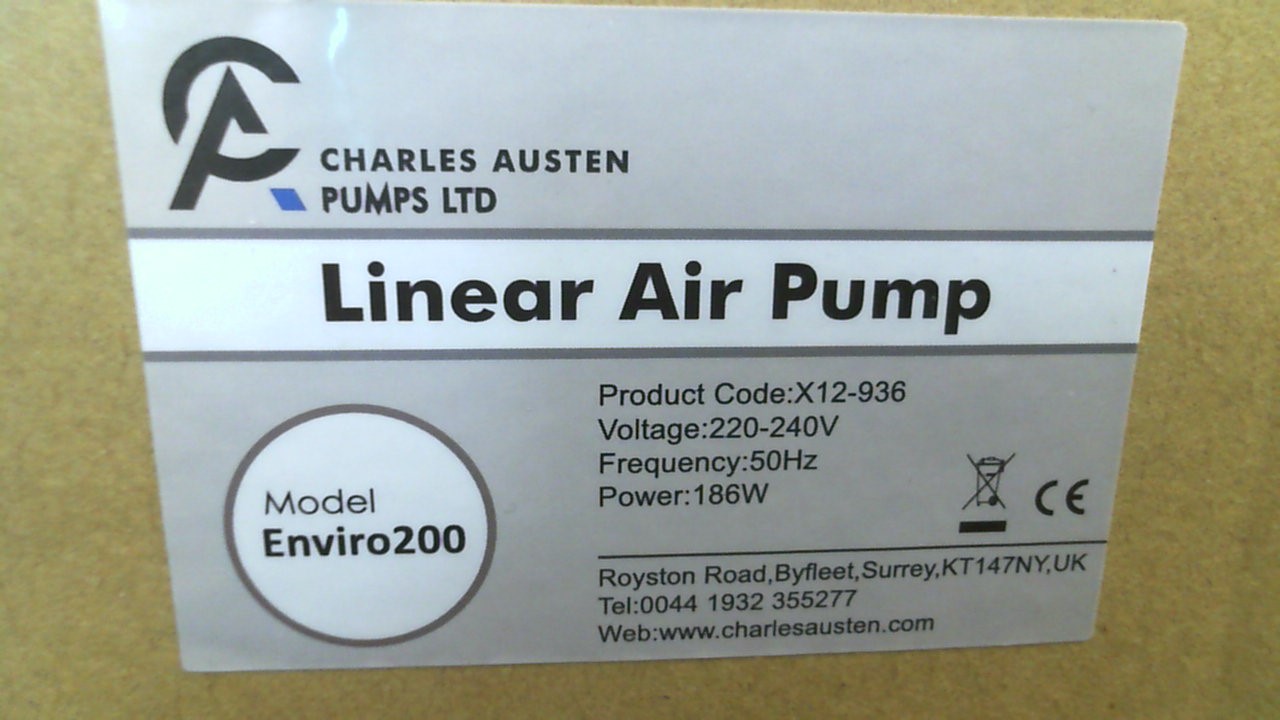 CHARLES AUSTEN
PUMPS LTD
Linear Air Pump
Model
Enviro200
Product Code:X12-936
Voltage:220-240V
Frequency:50Hz
Power:186W
CE
Royston Road,Byfleet,Surrey,KT147NY,UK
Tel:0044 1932 355277
Web:www.charlesausten.com